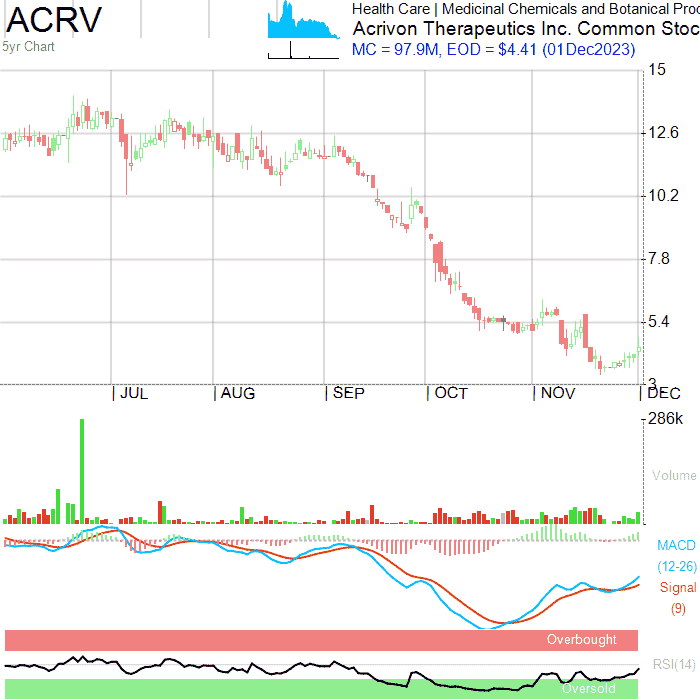 ACRV
5yr Chart
Health Care | Medicinal Chemicals and Botanical Proc
Acrivon Therapeutics Inc. Common Stoc
MC = 97.9M, EOD = $4.41 (01Dec2023)
15
12.6
10.2
7.8
5.4
3
JUL AUG SEP OCT NOV DEC
286k
Volume
MACD
(12-26)
Signal
(9)
Overbought
RSI(14)
Oversold